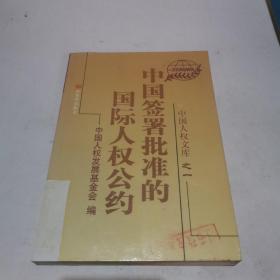 中国人权文库之一
中国签署批准的
国际人权公约
中国人权发展基金会 编